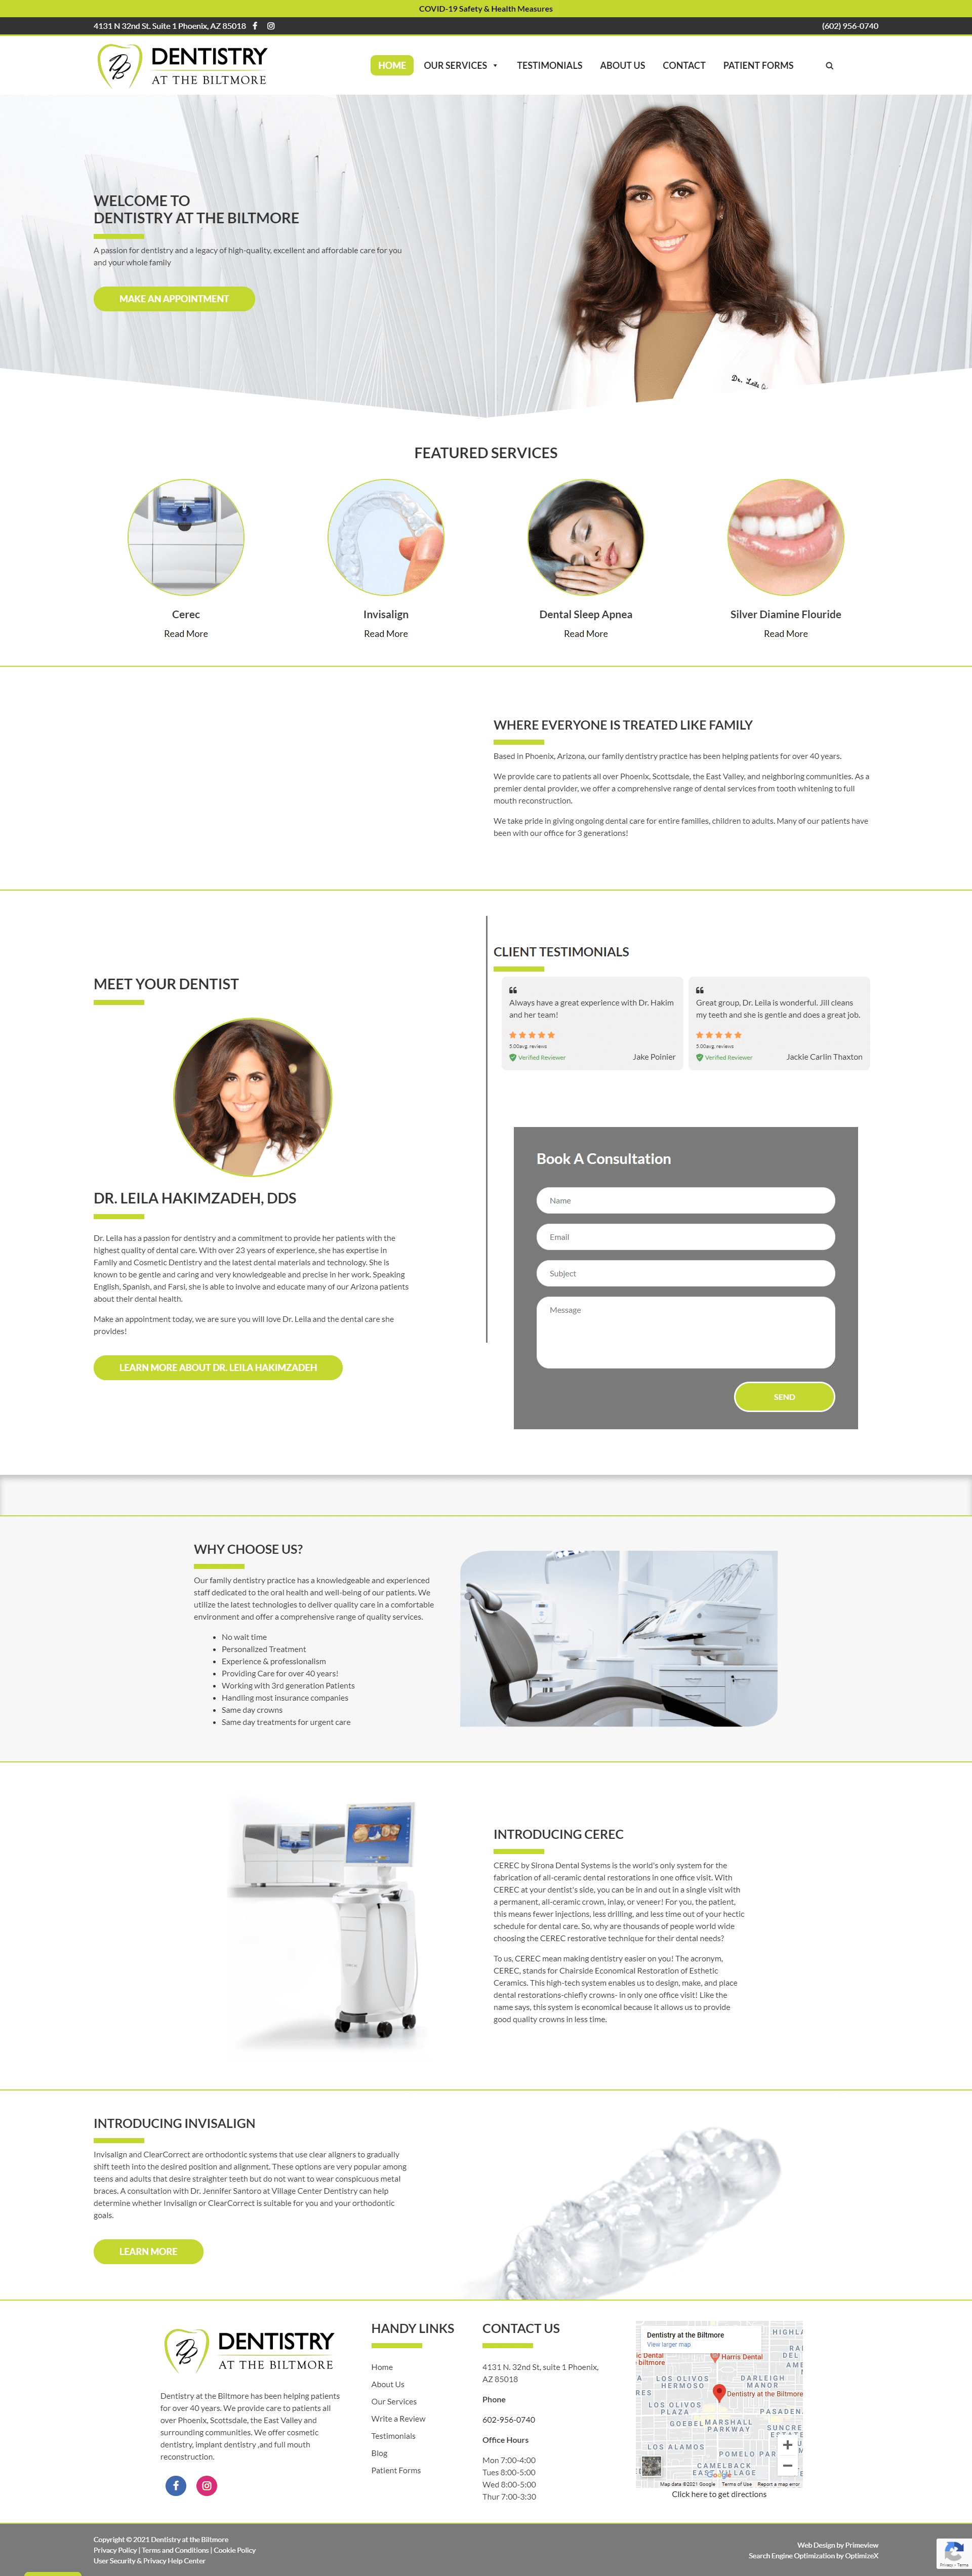 COVID-19 Safety & Health Measures
4131 N 32nd St. Suite 1 Phoenix, AZ 85018
(602) 956-0740
DENTISTRY
AT THE BILTMORE
HOME
OUR SERVICES
TESTIMONIALS
ABOUT US
CONTACT
PATIENT FORMS
WELCOME TO
DENTISTRY AT THE BILTMORE
A passion for dentistry and a legacy of high-quality, excellent and affordable care for you
and your whole family
MAKE AN APPOINTMENT
Dr. Leila
FEATURED SERVICES
Cerec
Read More
Invisalign
Read More
Dental Sleep Apnea
Read More
Silver Diamine Flouride
Read More
WHERE EVERYONE IS TREATED LIKE FAMILY
Based in Phoenix, Arizona, our family dentistry practice has been helping patients for over 40 years.
We provide care to patients all over Phoenix, Scottsdale, the East Valley, and neighboring communities. As a
premier dental provider, we offer a comprehensive range of dental services from tooth whitening to full
mouth reconstruction.
We take pride in giving ongoing dental care for entire families, children to adults. Many of our patients have
been with our office for 3 generations!
MEET YOUR DENTIST
DR. LEILA HAKIMZADEH, DDS
Dr. Leila has a passion for dentistry and a commitment to provide her patients with the
highest quality of dental care. With over 23 years of experience, she has expertise in
Family and Cosmetic Dentistry and the latest dental materials and technology. She is
known to be gentle and caring and very knowledgeable and precise in her work. Speaking
English, Spanish, and Farsi, she is able to involve and educate many of our Arizona patients
about their dental health.
Make an appointment today, we are sure you will love Dr. Leila and the dental care she
provides!
LEARN MORE ABOUT DR. LEILA HAKIMZADEH
CLIENT TESTIMONIALS
Always have a great experience with Dr. Hakim
and her team!
5.00avg. reviews
Verified Reviewer
Jake Poinier
Great group, Dr. Leila is wonderful. Jill cleans
my teeth and she is gentle and does a great job.
5.00avg. reviews
Verified Reviewer
Jackie Carlin Thaxton
Book A Consultation
Name
Email
Subject
Message
SEND
WHY CHOOSE US?
Our family dentistry practice has a knowledgeable and experienced
staff dedicated to the oral health and well-being of our patients. We
utilize the latest technologies to deliver quality care in a comfortable
environment and offer a comprehensive range of quality services.
No wait time
Personalized Treatment
Experience & professionalism
Providing Care for over 40 years!
Working with 3rd generation Patients
Handling most insurance companies
Same day crowns
Same day treatments for urgent care
INTRODUCING CEREC
CEREC by Sirona Dental Systems is the world's only system for the
fabrication of all-ceramic dental restorations in one office visit. With
CEREC at your dentist's side, you can be in and out in a single visit with
a permanent, all-ceramic crown, inlay, or veneer! For you, the patient,
this means fewer injections, less drilling, and less time out of your hectic
schedule for dental care. So, why are thousands of people world wide
choosing the CEREC restorative technique for their dental needs?
To us, CEREC mean making dentistry easier on you! The acronym,
CEREC, stands for Chairside Economical Restoration of Esthetic
Ceramics. This high-tech system enables us to design, make, and place
dental restorations-chiefly crowns- in only one office visit! Like the
name says, this system is economical because it allows us to provide
good quality crowns in less time.
INTRODUCING INVISALIGN
Invisalign and ClearCorrect are orthodontic systems that use clear aligners to gradually
shift teeth into the desired position and alignment. These options are very popular among
teens and adults that desire straighter teeth but do not want to wear conspicuous metal
braces. A consultation with Dr. Jennifer Santoro at Village Center Dentistry can help
determine whether Invisalign or ClearCorrect is suitable for you and your orthodontic
goals.
LEARN MORE
DENTISTRY
AT THE BILTMORE
Dentistry at the Biltmore has been helping patients
for over 40 years. We provide care to patients all
over Phoenix, Scottsdale, the East Valley and
surrounding communities. We offer cosmetic
dentistry, implant dentistry ,and full mouth
reconstruction.
HANDY LINKS
Home
About Us
Our Services
Write a Review
Testimonials
Blog
Patient Forms
CONTACT US
4131 N. 32nd St, suite 1 Phoenix,
AZ 85018
Phone
602-956-0740
Office Hours
Mon 7:00-4:00
Tues 8:00-5:00
Wed 8:00-5:00
Thur 7:00-3:30
Dentistry at the Biltmore
View larger map
HIGHLA
Harris Dental
ic Dental
e biltmore
LOS OLIVOS
HERMOSO
DARLEY
MANOR
Dentistry at the Biltmore
LOS OLIVOS
PLAZA
PARADI
GOEBEL
MARSHALL
PARKWAY
SUNCRE
ESTATE
LOS ALAMOS
POMELO PAR
CAMELBACK
EAST VILLAGE
Google
Map data ©2021 Google
Terms of Use
Report a map error
Click here to get directions
Copyright © 2021 Dentistry at the Biltmore
Privacy Policy | Terms and Conditions | Cookie Policy
User Security & Privacy Help Center
Web Design by Primeview
Search Engine Optimization by OptimizeX
Privacy - Terms